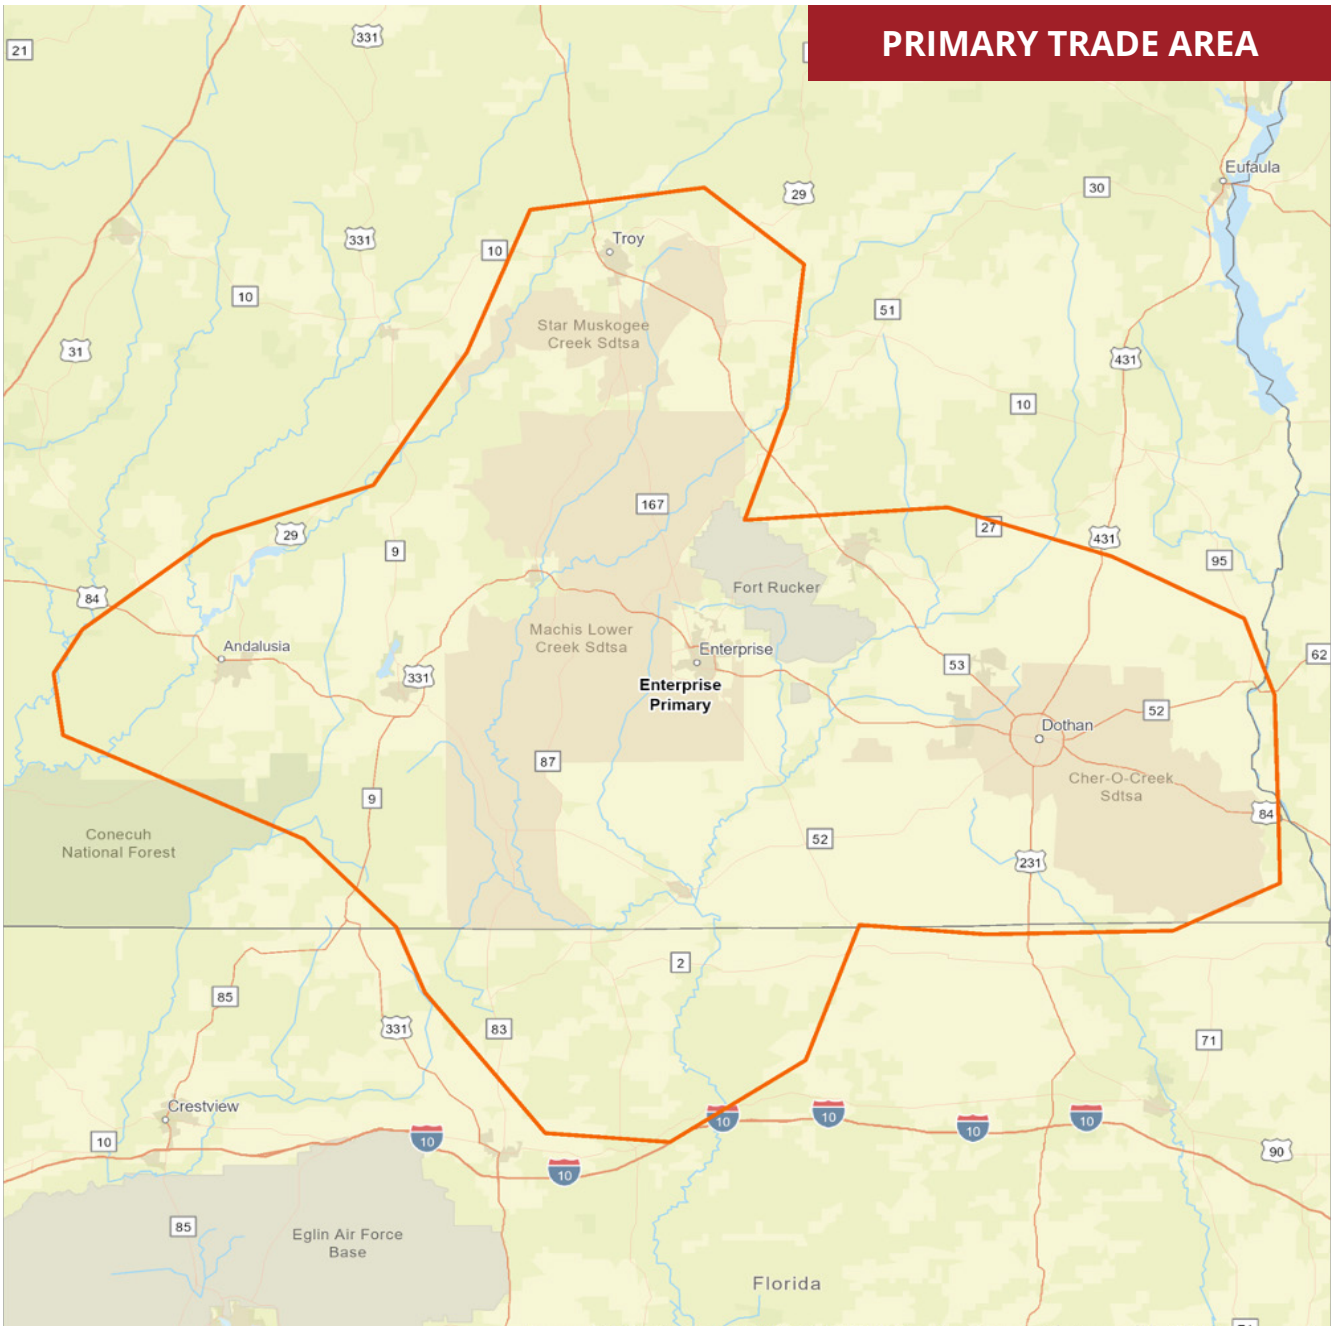 PRIMARY TRADE AREA
21
331
Eufaula
30
29
331
Troy
10
10
51
Star Muskogee
Creek Sdtsa
31
431
10
167
29
27
431
9
95
84
Fort Rucker
Machis Lower
Creek Sdtsa
Andalusia
Enterprise
62
53
331
Enterprise
Primary
52
Dothan
87
Cher-O-Creek
Sdtsa
9
84
Conecuh
National Forest
52
231
2
85
331
83
71
Crestview
10
10
10
10
10
10
10
90
85
Eglin Air Force
Base
Florida